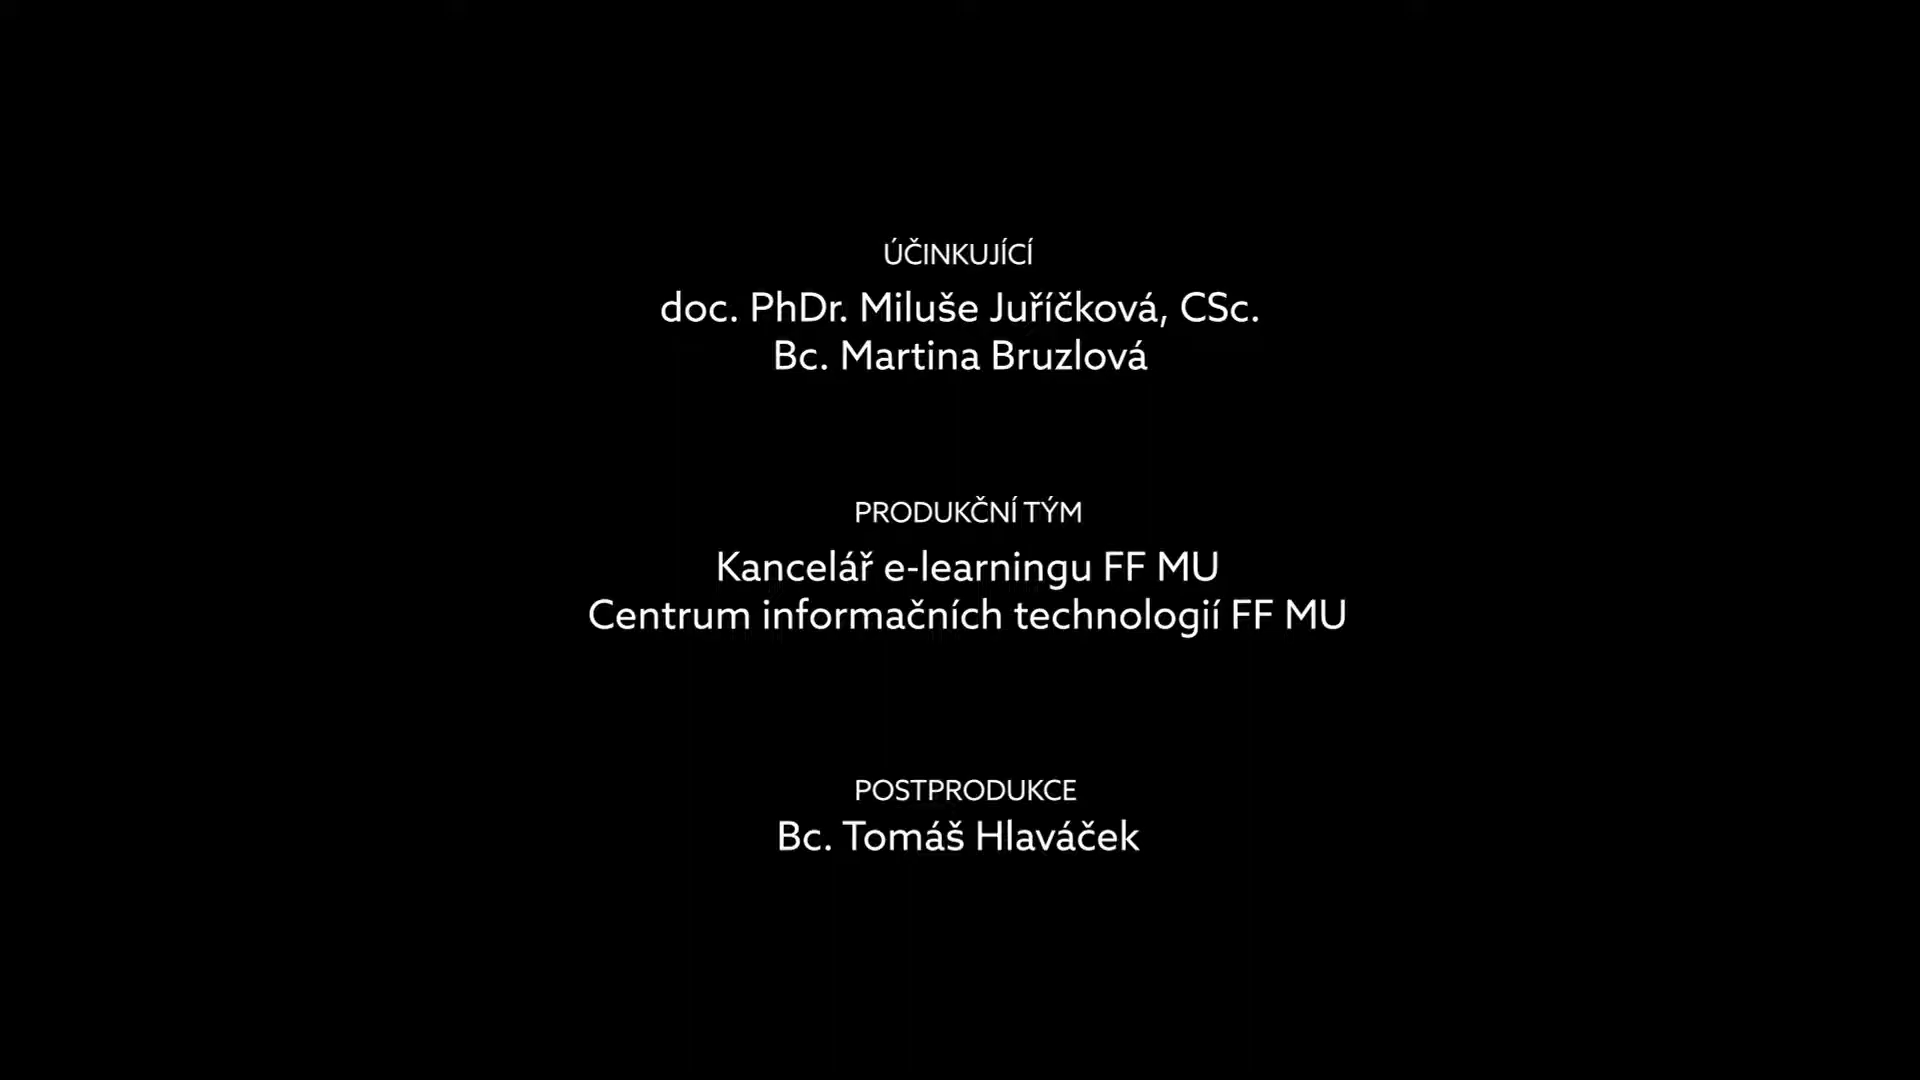 ÚČINKUJÍCÍ
doc. PhDr. Miluše Juříčková, CSc.
Bc. Martina Bruzlová
PRODUKČNÍ TÝM
Kancelář e-learningu FF MU
Centrum informačních technologií FF MU
POSTPRODUKCE
Bc. Tomáš Hlaváček